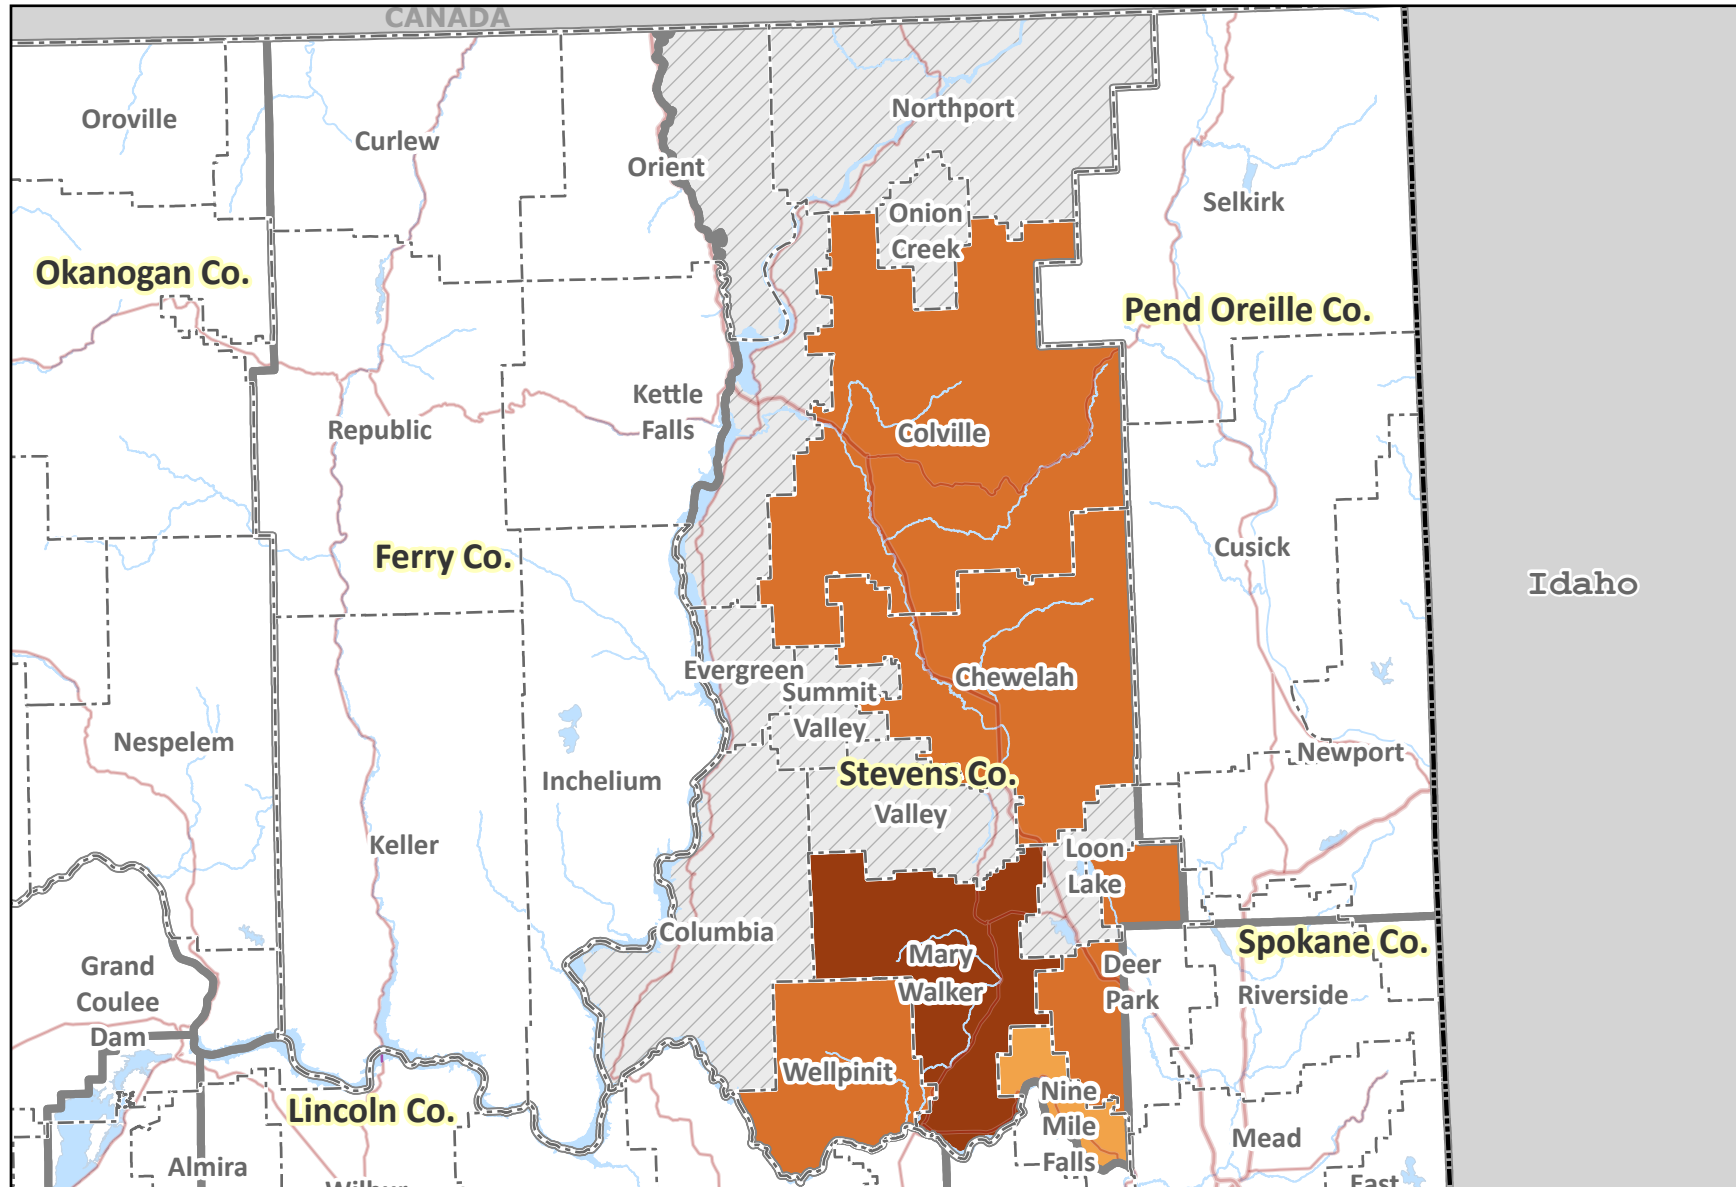 CANADA
Oroville
Curlew
Orient
Northport
Selkirk
Onion
Creek
Okanogan Co.
Pend Oreille Co.
Kettle
Falls
Republic
Colville
Ferry Co.
Cusick
Idaho
Evergreen
Summit
Valley
Chewelah
Nespelem
Newport
Inchelium
Stevens Co.
Valley
Keller
Loon
Lake
Columbia
Mary
Walker
Spokane Co.
Grand
Coulee
Dam
Deer
Park
Riverside
Wellpinit
Nine
Mile
Falls
Lincoln Co.
Mead
Almira
Wilbur
East